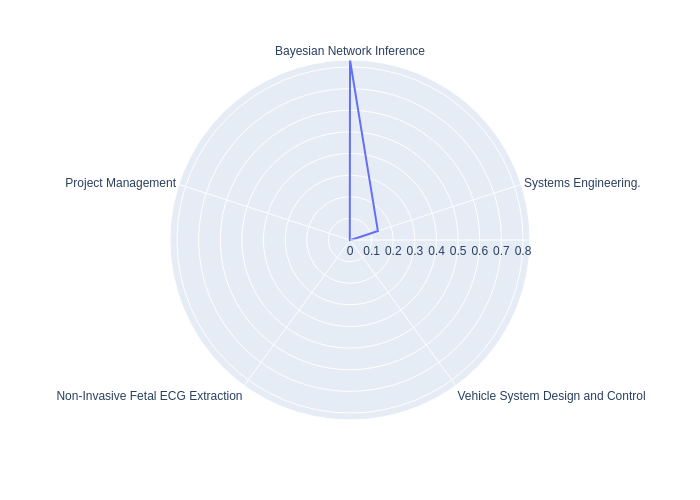 Bayesian Network Inference
Project Management
Systems Engineering.
0 0.1 0.2 0.3 0.4 0.5 0.6 0.7 0.8
Non-Invasive Fetal ECG Extraction
Vehicle System Design and Control